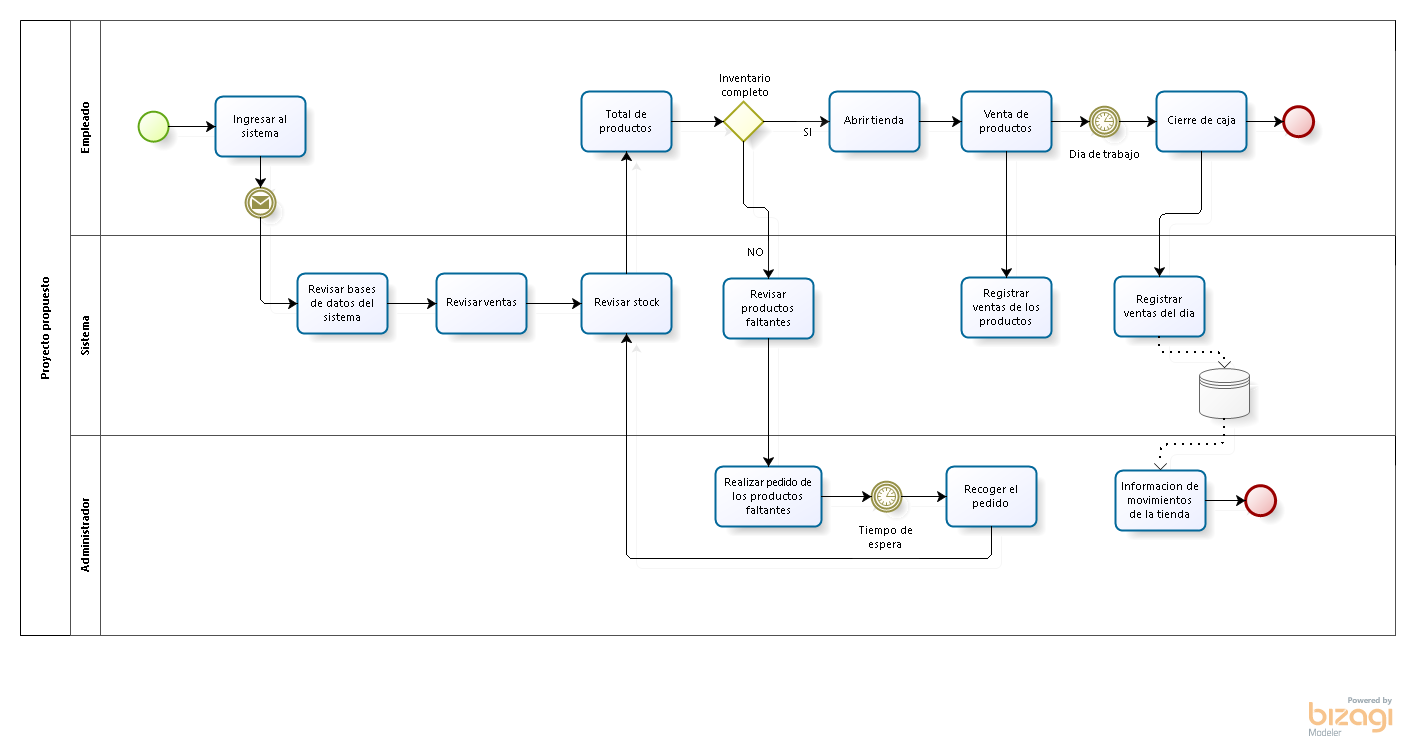 Proyecto propuesto
Empleado
Ingresar al
sistema
Total de
productos
Inventario
completo
SI
Abrir tienda
Venta de
productos
Dia de trabajo
Cierre de caja
Sistema
Revisar bases
de datos del
sistema
Revisar ventas
Revisar stock
NO
Revisar
productos
faltantes
Registrar
ventas de los
productos
Registrar
ventas del dia
Administrador
Realizar pedido de
los productos
faltantes
Tiempo de
espera
Recoger el
pedido
Informacion de
movimientos
de la tienda
Powered by
bizagi
Modeler